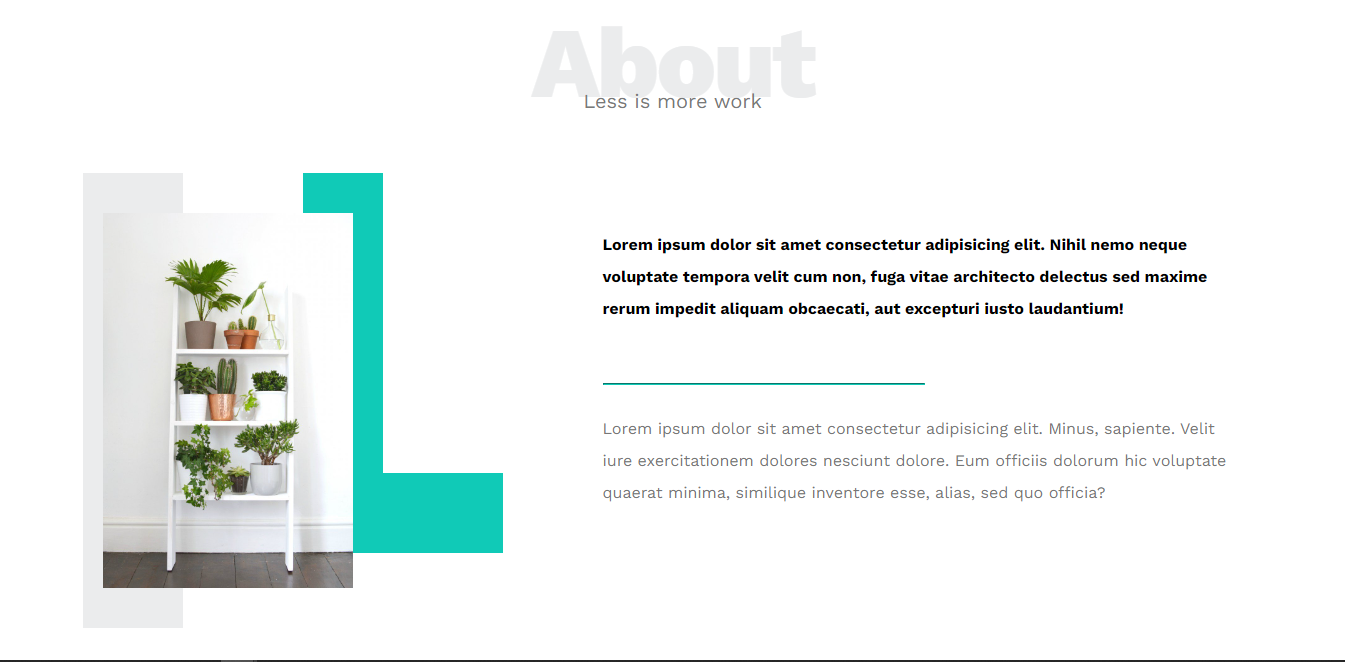 About
Less is more work
Lorem ipsum dolor sit amet consectetur adipisicing elit. Nihil nemo neque
voluptate tempora velit cum non, fuga vitae architecto delectus sed maxime
rerum impedit aliquam obcaecati, aut excepturi iusto laudantium!
Lorem ipsum dolor sit amet consectetur adipisicing elit. Minus, sapiente. Velit
iure exercitationem dolores nesciunt dolore. Eum officiis dolorum hic voluptate
quaerat minima, similique inventore esse, alias, sed quo officia?